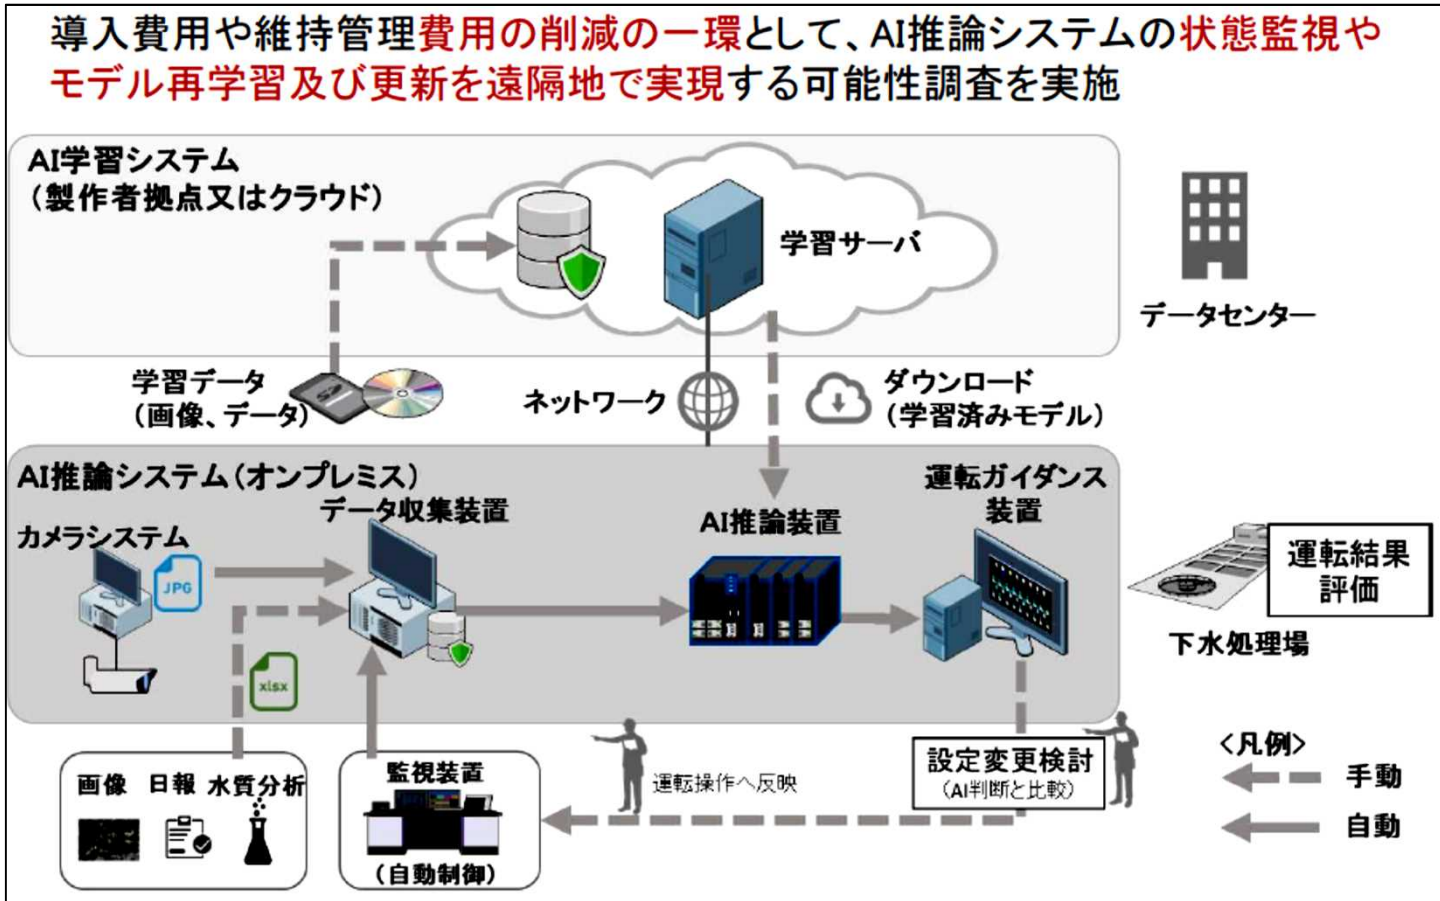 導入費用や維持管理費用の削減の一環として、AI推論システムの状態監視や
モデル再学習及び更新を遠隔地で実現する可能性調査を実施
AI学習システム
(製作者拠点又はクラウド)
学習サーバ
データセンター
学習データ
(画像、データ)
SD
ネットワーク
ダウンロード
(学習済みモデル)
AI推論システム(オンプレミス)
データ収集装置
カメラシステム
JPG
AI推論装置
運転ガイダンス
装置
運転結果
評価
下水処理場
xlsx
画像
日報
水質分析
監視装置
(自動制御)
運転操作へ反映
設定変更検討
(AI判断と比較)
<凡例>
手動
自動